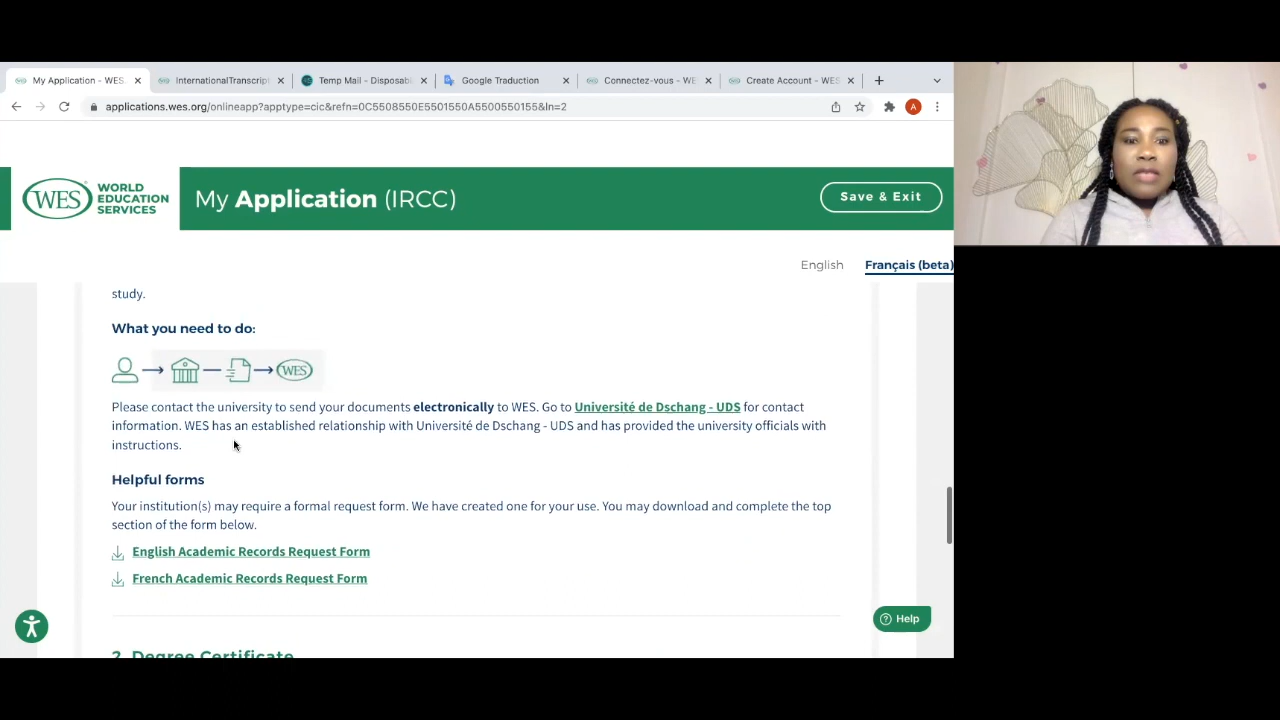 My Application - WES
InternationalTranscrip
Temp Mail - Disposab
Google Traduction
Connectez-vous - WE
Create Account - WES
applications.wes.org/onlineapp?apptype=cic&refn=0C5508550E5501550A5500550155&ln=2
A
WES
WORLD
EDUCATION
SERVICES
My Application (IRCC)
Save & Exit
English
Français (beta)
study.
What you need to do:
WES
Please contact the university to send your documents electronically to WES. Go to Université de Dschang - UDS for contact
information. WES has an established relationship with Université de Dschang - UDS and has provided the university officials with
instructions.
Helpful forms
Your institution(s) may require a formal request form. We have created one for your use. You may download and complete the top
section of the form below.
English Academic Records Request Form
French Academic Records Request Form
Help
2. Degree Certificate